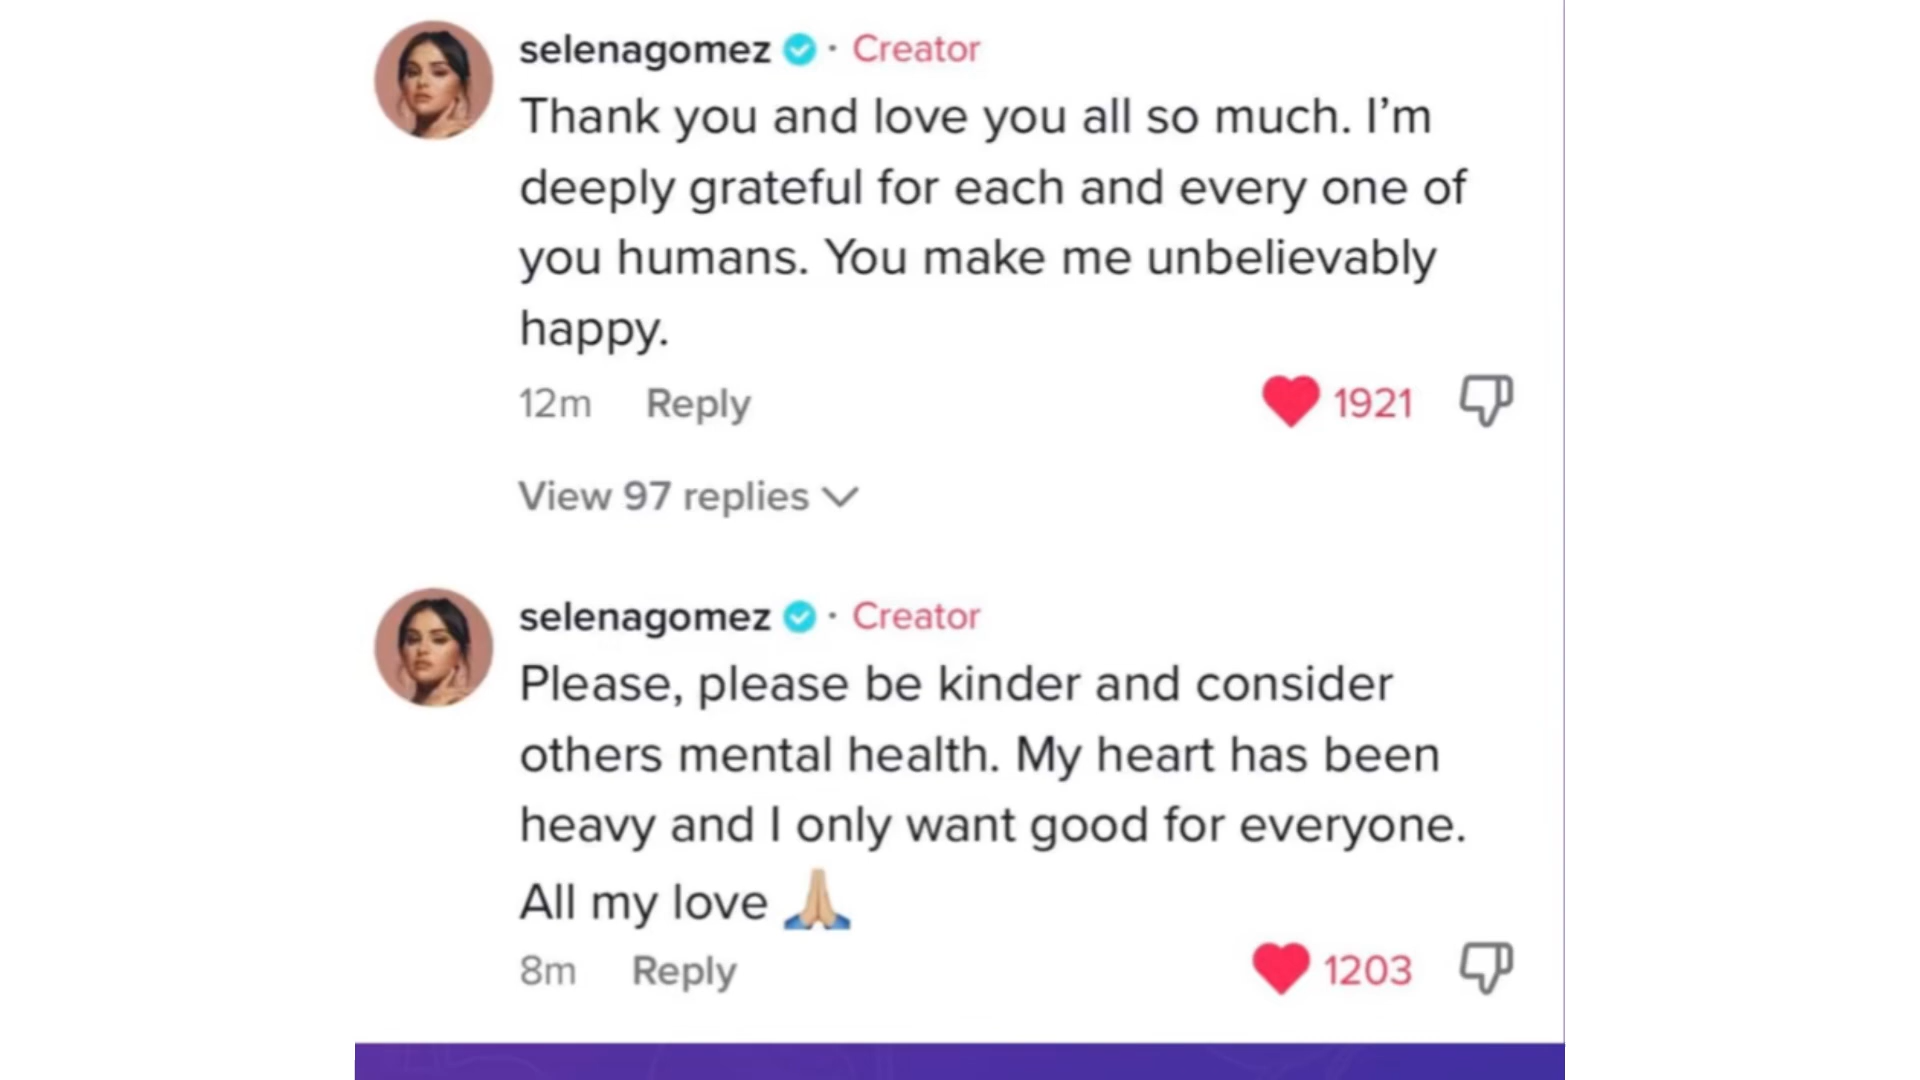 selenagomez · Creator
Thank you and love you all so much. I’m
deeply grateful for each and every one of
you humans. You make me unbelievably
happy.
12m Reply 1921
View 97 replies
selenagomez · Creator
Please, please be kinder and consider
others mental health. My heart has been
heavy and I only want good for everyone.
All my love 🙏🏼
8m Reply 1203